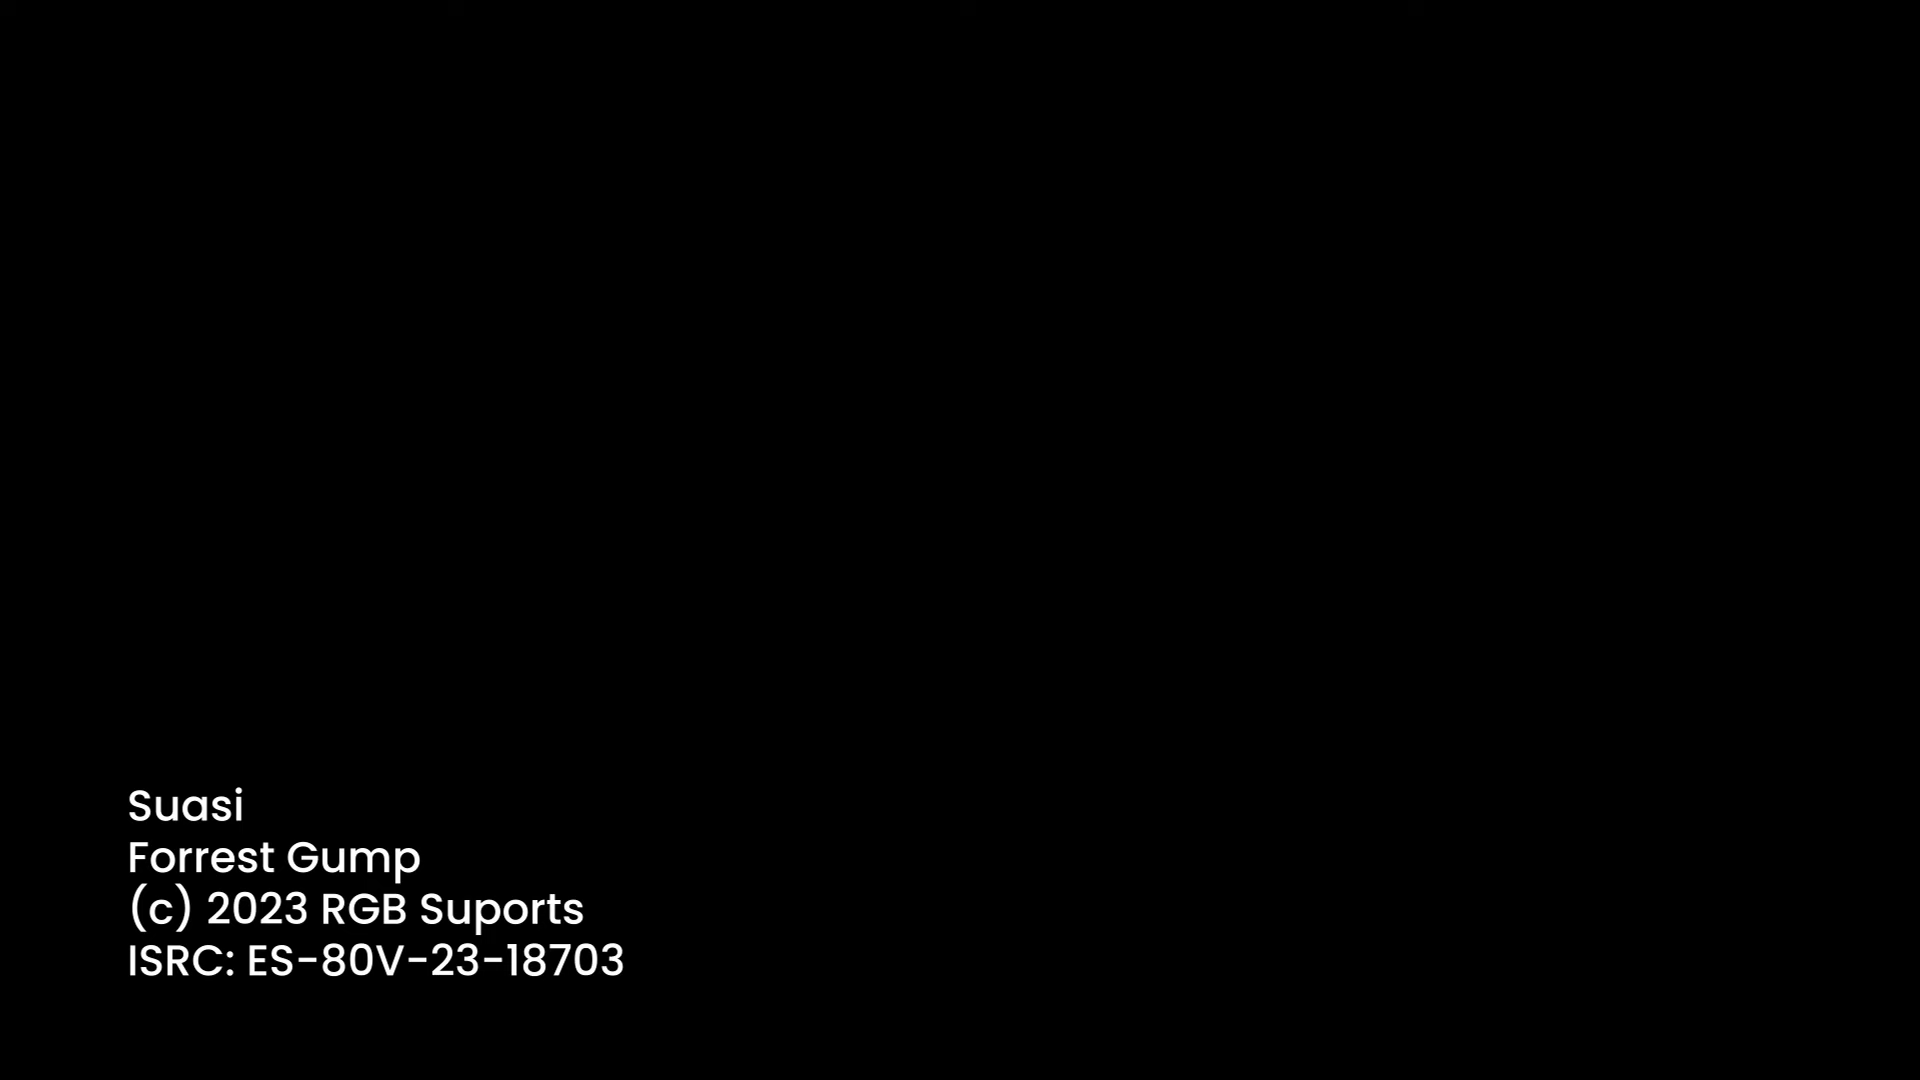 Suasi
Forrest Gump
(c) 2023 RGB Suports
ISRC: ES-80V-23-18703